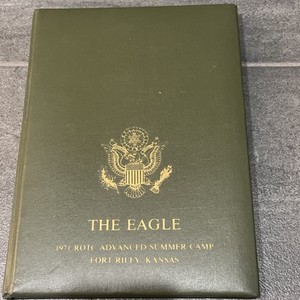 THE EAGLE
1971 ROTC ADVANCED SUMMER CAMP
FORT RILEY, KANSAS